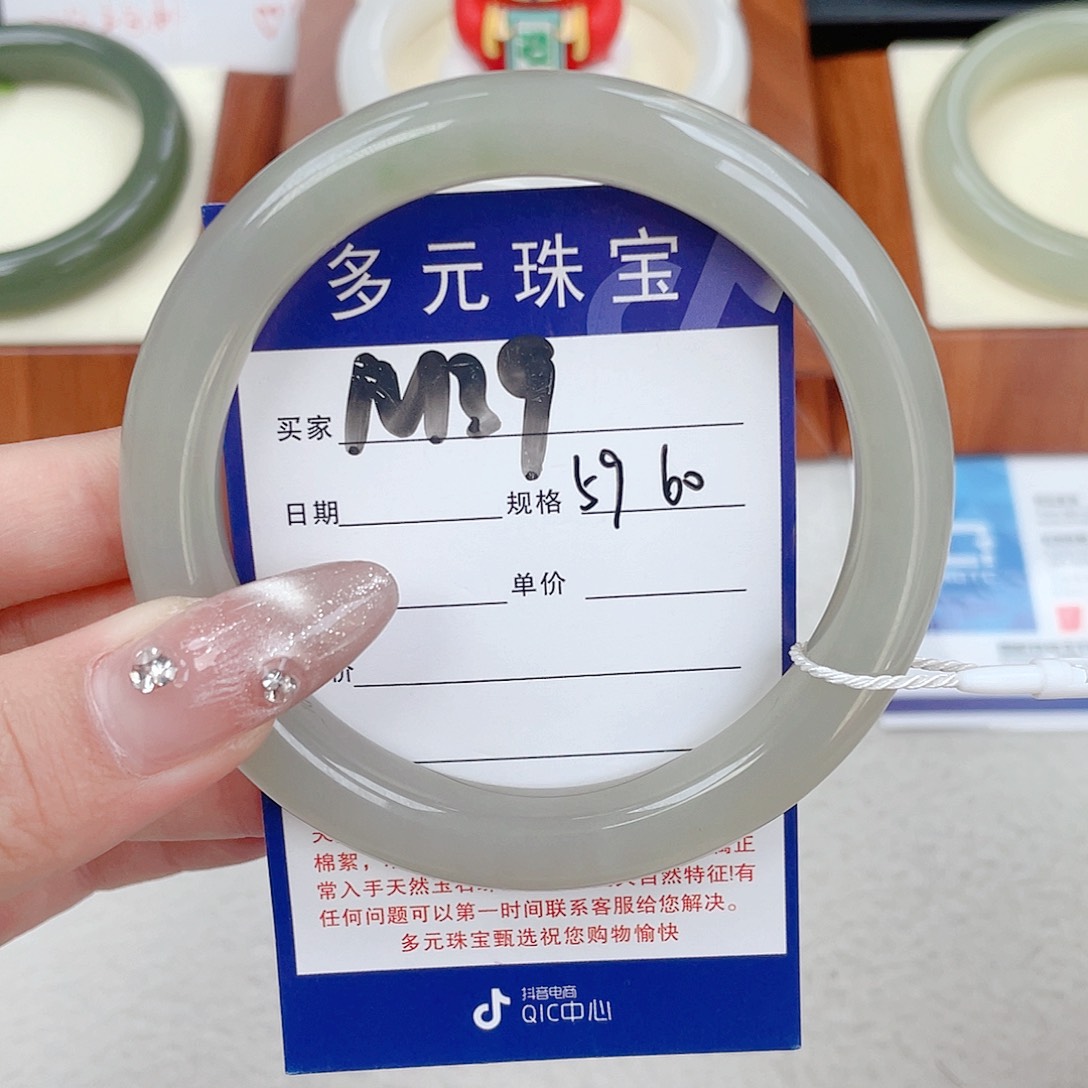 多元珠宝
买家 M39
日期 规格 59 60
单价
价
棉絮，
常入手天然玉石 自然特征!有
任何问题可以第一时间联系客服给您解决。
多元珠宝甄选祝您购物愉快
抖音电商
QIC中心